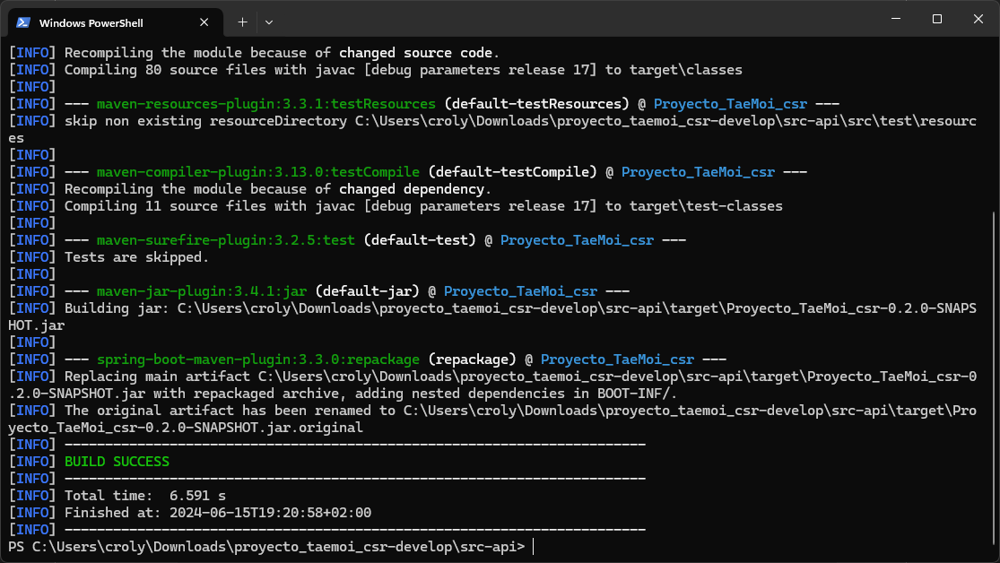 Windows PowerShell
[INFO] Recompiling the module because of changed source code.
[INFO] Compiling 80 source files with javac [debug parameters release 17] to target\classes
[INFO]
[INFO] --- maven-resources-plugin:3.3.1:testResources (default-testResources) @ Proyecto_TaeMoi_csr ---
[INFO] skip non existing resourceDirectory C:\Users\croly\Downloads\proyecto_taemoi_csr-develop\src-api\src\test\resourc
es
[INFO]
[INFO] --- maven-compiler-plugin:3.13.0:testCompile (default-testCompile) @ Proyecto_TaeMoi_csr ---
[INFO] Recompiling the module because of changed dependency.
[INFO] Compiling 11 source files with javac [debug parameters release 17] to target\test-classes
[INFO]
[INFO] --- maven-surefire-plugin:3.2.5:test (default-test) @ Proyecto_TaeMoi_csr ---
[INFO] Tests are skipped.
[INFO]
[INFO] --- maven-jar-plugin:3.4.1:jar (default-jar) @ Proyecto_TaeMoi_csr ---
[INFO] Building jar: C:\Users\croly\Downloads\proyecto_taemoi_csr-develop\src-api\target\Proyecto_TaeMoi_csr-0.2.0-SNAPS
HOT.jar
[INFO]
[INFO] --- spring-boot-maven-plugin:3.3.0:repackage (repackage) @ Proyecto_TaeMoi_csr ---
[INFO] Replacing main artifact C:\Users\croly\Downloads\proyecto_taemoi_csr-develop\src-api\target\Proyecto_TaeMoi_csr-0
.2.0-SNAPSHOT.jar with repackaged archive, adding nested dependencies in BOOT-INF/.
[INFO] The original artifact has been renamed to C:\Users\croly\Downloads\proyecto_taemoi_csr-develop\src-api\target\Pro
yecto_TaeMoi_csr-0.2.0-SNAPSHOT.jar.original
[INFO] ------------------------------------------------------------------------
[INFO] BUILD SUCCESS
[INFO] ------------------------------------------------------------------------
[INFO] Total time:  6.591 s
[INFO] Finished at: 2024-06-15T19:20:58+02:00
[INFO] ------------------------------------------------------------------------
PS C:\Users\croly\Downloads\proyecto_taemoi_csr-develop\src-api>